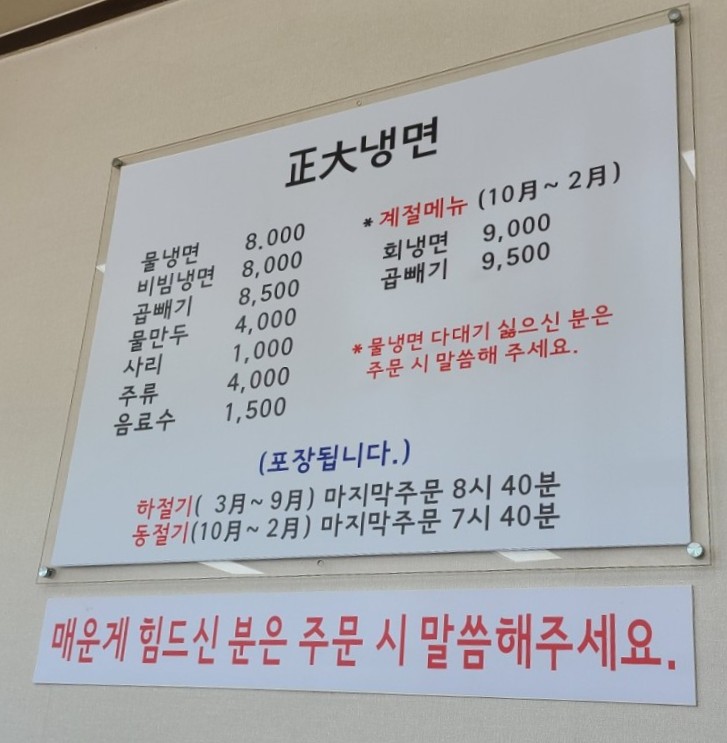 正大냉면
물냉면 8.000
비빔냉면 8,000
곱빼기 8,500
물만두 4,000
사리 1,000
주류 4,000
음료수 1,500
* 계절메뉴 (10月~ 2月)
회냉면 9,000
곱빼기 9,500
* 물냉면 다대기 싫으신 분은
주문 시 말씀해 주세요.
(포장됩니다.)
하절기( 3月~ 9月) 마지막주문 8시 40분
동절기(10月~ 2月) 마지막주문 7시 40분
매운게 힘드신 분은 주문 시 말씀해주세요.